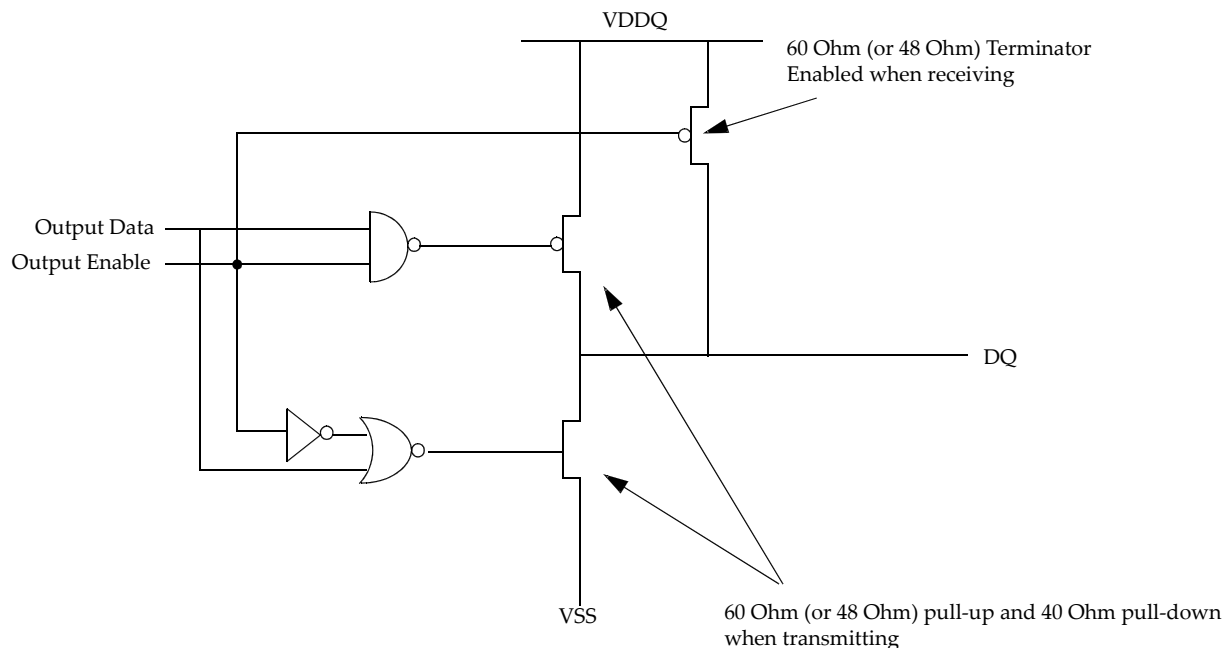 VDDQ
60 Ohm (or 48 Ohm) Terminator
Enabled when receiving
Output Data
Output Enable
DQ
VSS
60 Ohm (or 48 Ohm) pull-up and 40 Ohm pull-down
when transmitting